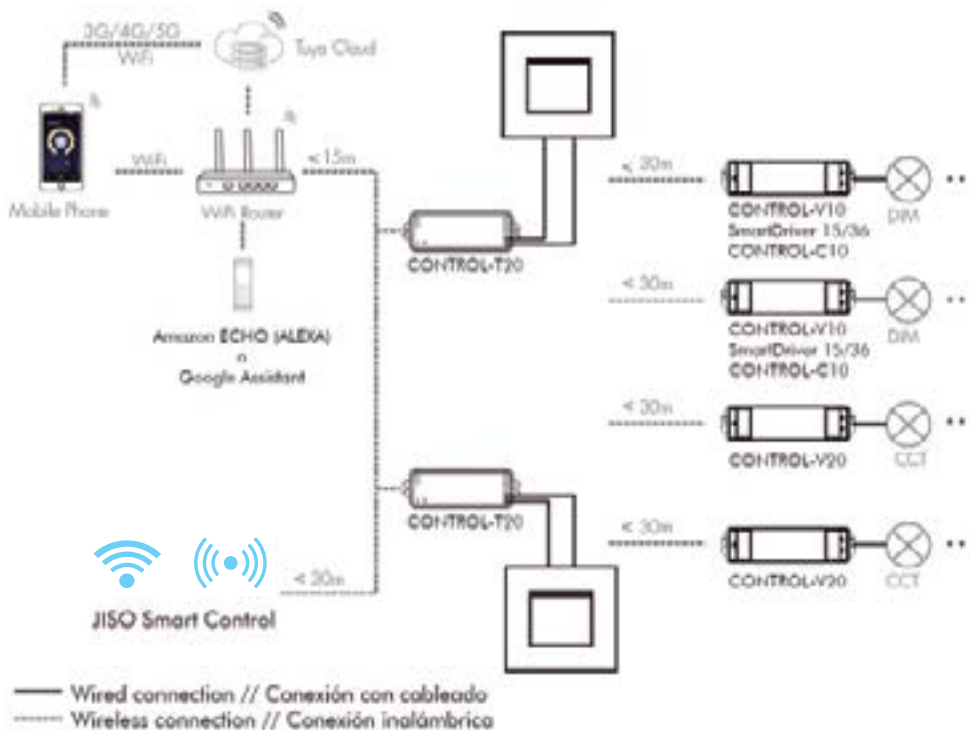 3G/4G/5G
WiFi
Tuya Cloud
WiFi
< 15m
Mobile Phone
WiFi Router
CONTROL-T20
Amazon ECHO (ALEXA)
o
Google Assistant
< 30m
CONTROL-V10
SmartDriver 15/36
CONTROL-C10
DIM
< 30m
CONTROL-V10
SmartDriver 15/36
CONTROL-C10
DIM
< 30m
CONTROL-V20
CCT
CONTROL-T20
< 30m
CONTROL-V20
CCT
< 30m
JISO Smart Control
Wired connection // Conexión con cableado
Wireless connection // Conexión inalámbrica